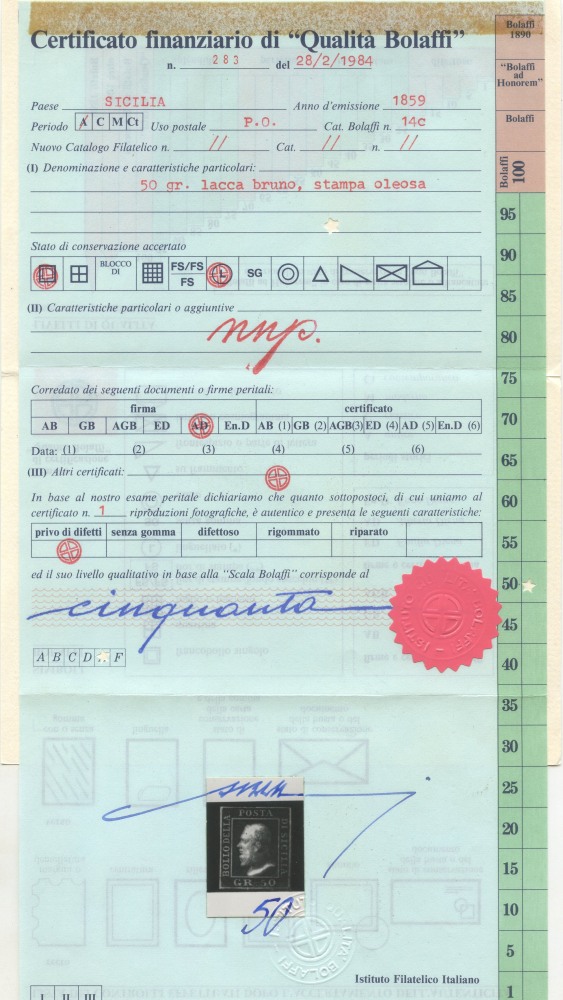 Certificato finanziario di “Qualità Bolaffi”
n. 283 del 28/2/1984
Paese SICILIA Anno d'emissione 1859
Periodo A C M Ct Uso postale P.O. Cat. Bolaffi n. 14c
Nuovo Catalogo Filatelico n. // Cat. // n. //
(I) Denominazione e caratteristiche particolari:
50 gr. lacca bruno, stampa oleosa
Stato di conservazione accertato
BLOCCO DI FS/FS FS L SG
(II) Caratteristiche particolari o aggiuntive
nnp.
Corredato dei seguenti documenti o firme peritali:
firma certificato
AB GB AGB ED AD En.D AB (1) GB (2) AGB(3) ED (4) AD (5) En.D (6)
Data: (1) (2) (3) (4) (5) (6)
(III) Altri certificati:
In base al nostro esame peritale dichiariamo che quanto sottopostoci, di cui uniamo al
certificato n. 1 riproduzioni fotografiche, è autentico e presenta le seguenti caratteristiche:
privo di difetti senza gomma difettoso rigommato riparato
ed il suo livello qualitativo in base alla “Scala Bolaffi” corrisponde al
cinquanta
A B C D F
POSTA
BOLLO DELLA
DI SICILIA
GR 50
50
Istituto Filatelico Italiano
I II III
Bolaffi
1890
“Bolaffi
ad
Honorem”
Bolaffi
Bolaffi
100
95
90
85
80
75
70
65
60
55
50
45
40
35
30
25
20
15
10
5
1